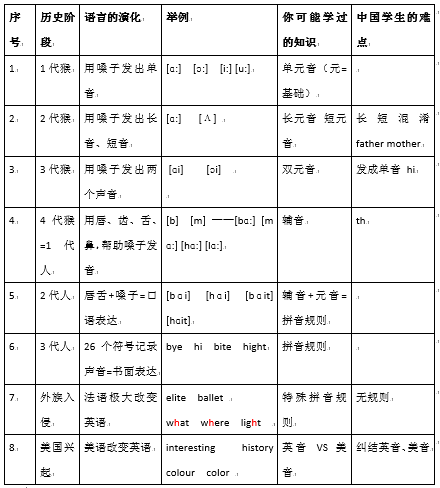 序号 历史阶段 语言的演化 举例 你可能学过的知识 中国学生的难点
1. 1代猴 用嗓子发出单音 [ɑ:] [ɔ:] [i:] [u:] 单元音（元=基础）
2. 2代猴 用嗓子发出长音、短音 [ɑ:] [Λ] 长元音 短元音 长短混淆 father mother
3. 3代猴 用嗓子发出两个声音 [ɑi] [ɔi] 双元音 发成单音 hi
4. 4代猴=1代人 用唇、齿、舌、鼻，帮助嗓子发音 [b] [m] ——[bɑ:] [mɑ:] [hɑ:] [lɑ:] 辅音 th
5. 2代人 唇舌+嗓子=口语表达 [bɑi] [hɑi] [bɑit] [hɑit] 辅音+元音=拼音规则
6. 3代人 26个符号记录声音=书面表达 bye hi bite hight 拼音规则
7. 外族入侵 法语极大改变英语 elite ballet what where light 特殊拼音规则 无规则
8. 美国兴起 美语改变英语 interesting history colour color 英音 VS 美音 纠结英音、美音